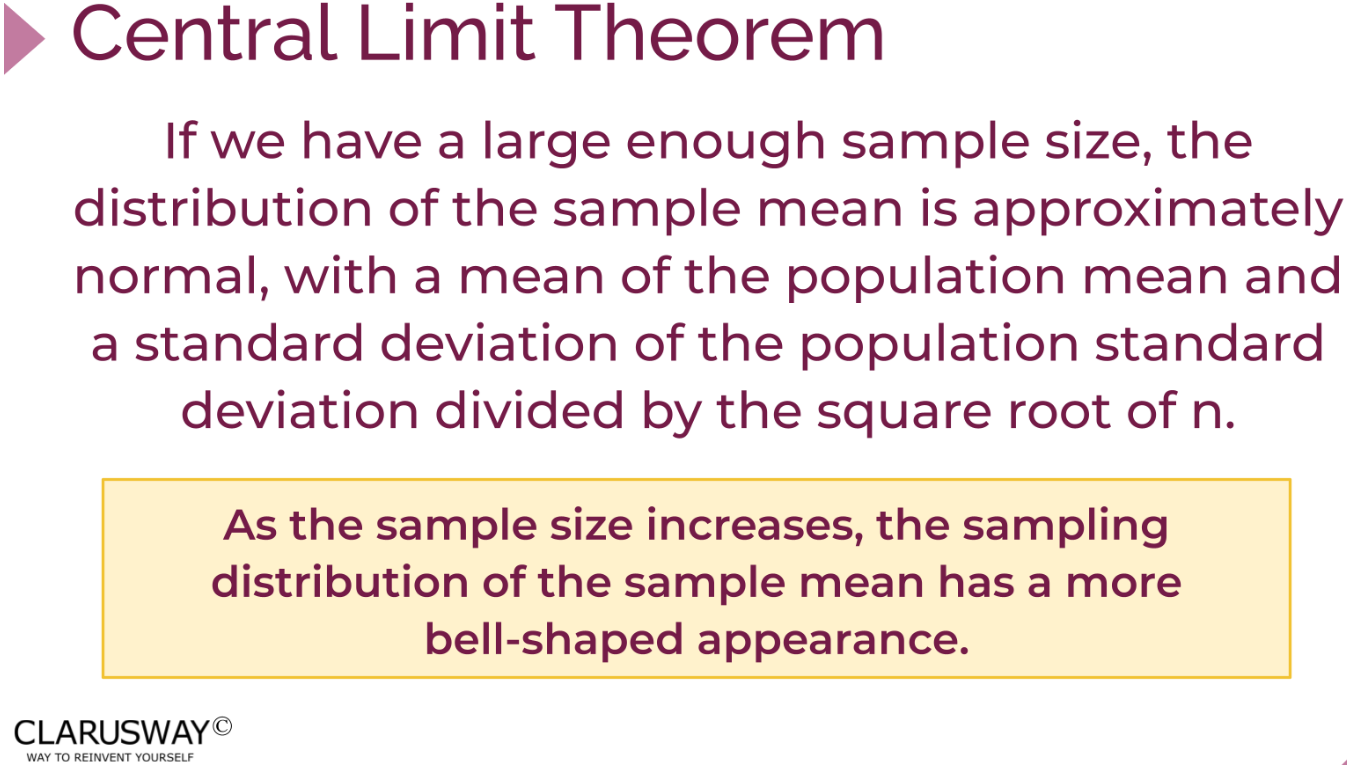 Central Limit Theorem
If we have a large enough sample size, the
distribution of the sample mean is approximately
normal, with a mean of the population mean and
a standard deviation of the population standard
deviation divided by the square root of n.
As the sample size increases, the sampling
distribution of the sample mean has a more
bell-shaped appearance.
CLARUSWAY©
WAY TO REINVENT YOURSELF